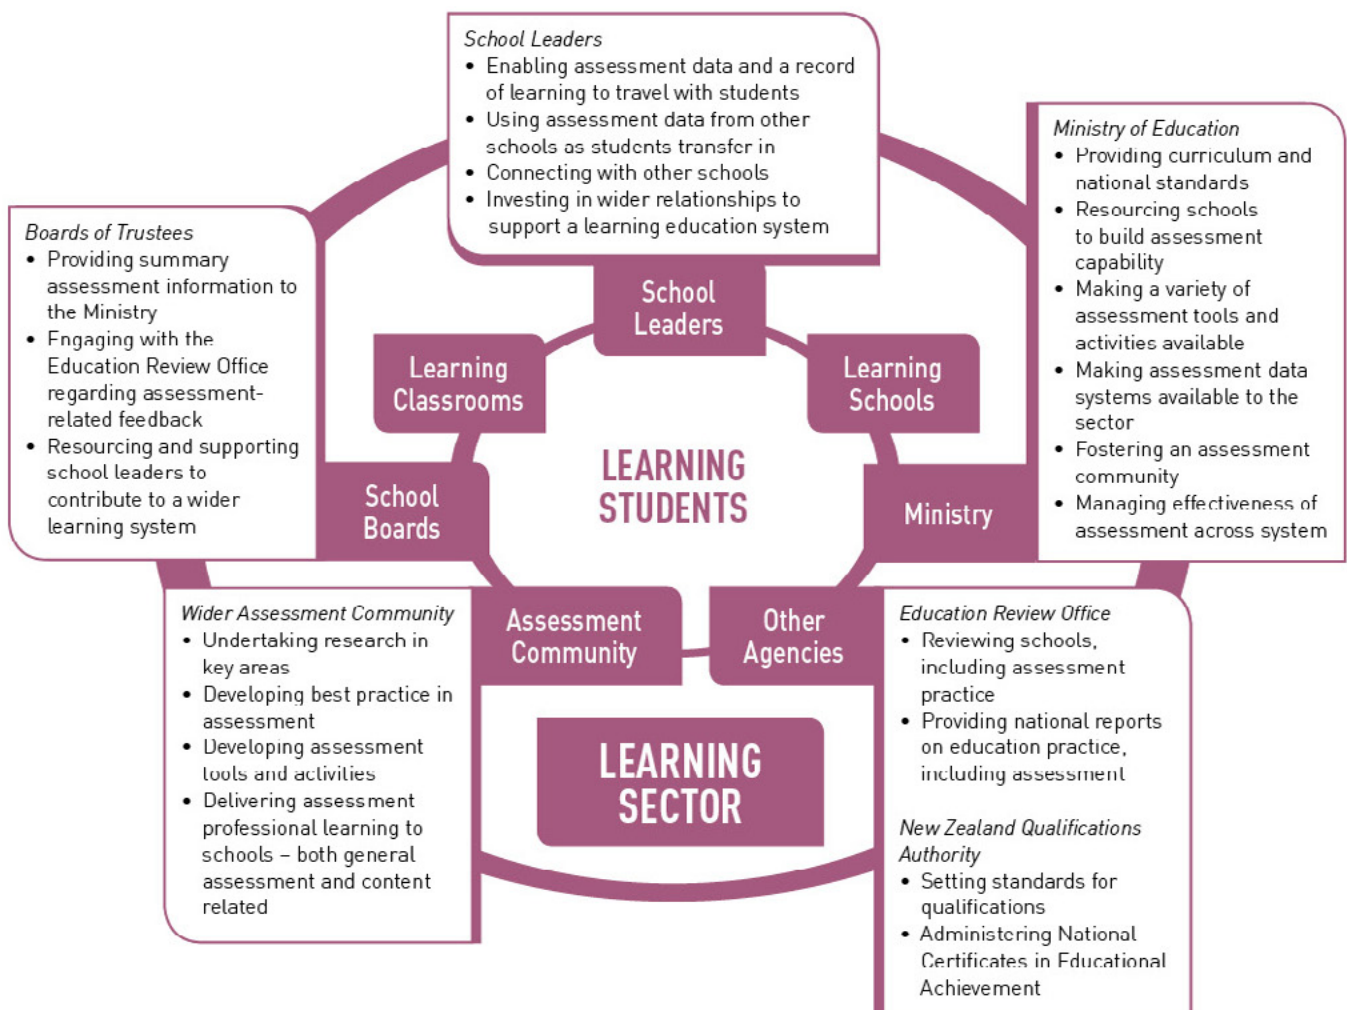 School Leaders
• Enabling assessment data and a record
of learning to travel with students
• Using assessment data from other
schools as students transfer in
• Connecting with other schools
• Investing in wider relationships to
support a learning education system
Ministry of Education
• Providing curriculum and
national standards
• Resourcing schools
to build assessment
capability
• Making a variety of
assessment tools and
activities available
• Making assessment data
systems available to the
sector
• Fostering an assessment
community
• Managing effectiveness of
assessment across system
Boards of Trustees
• Providing summary
assessment information to
the Ministry
• Engaging with the
Education Review Office
regarding assessment-
related feedback
• Resourcing and supporting
school leaders to
contribute to a wider
learning system
School
Leaders
Learning
Classrooms
Learning
Schools
LEARNING
STUDENTS
School
Boards
Ministry
Assessment
Community
Other
Agencies
LEARNING
SECTOR
Wider Assessment Community
• Undertaking research in
key areas
• Developing best practice in
assessment
• Developing assessment
tools and activities
• Delivering assessment
professional learning to
schools – both general
assessment and content
related
Education Review Office
• Reviewing schools,
including assessment
practice
• Providing national reports
on education practice,
including assessment
New Zealand Qualifications
Authority
• Setting standards for
qualifications
• Administering National
Certificates in Educational
Achievement